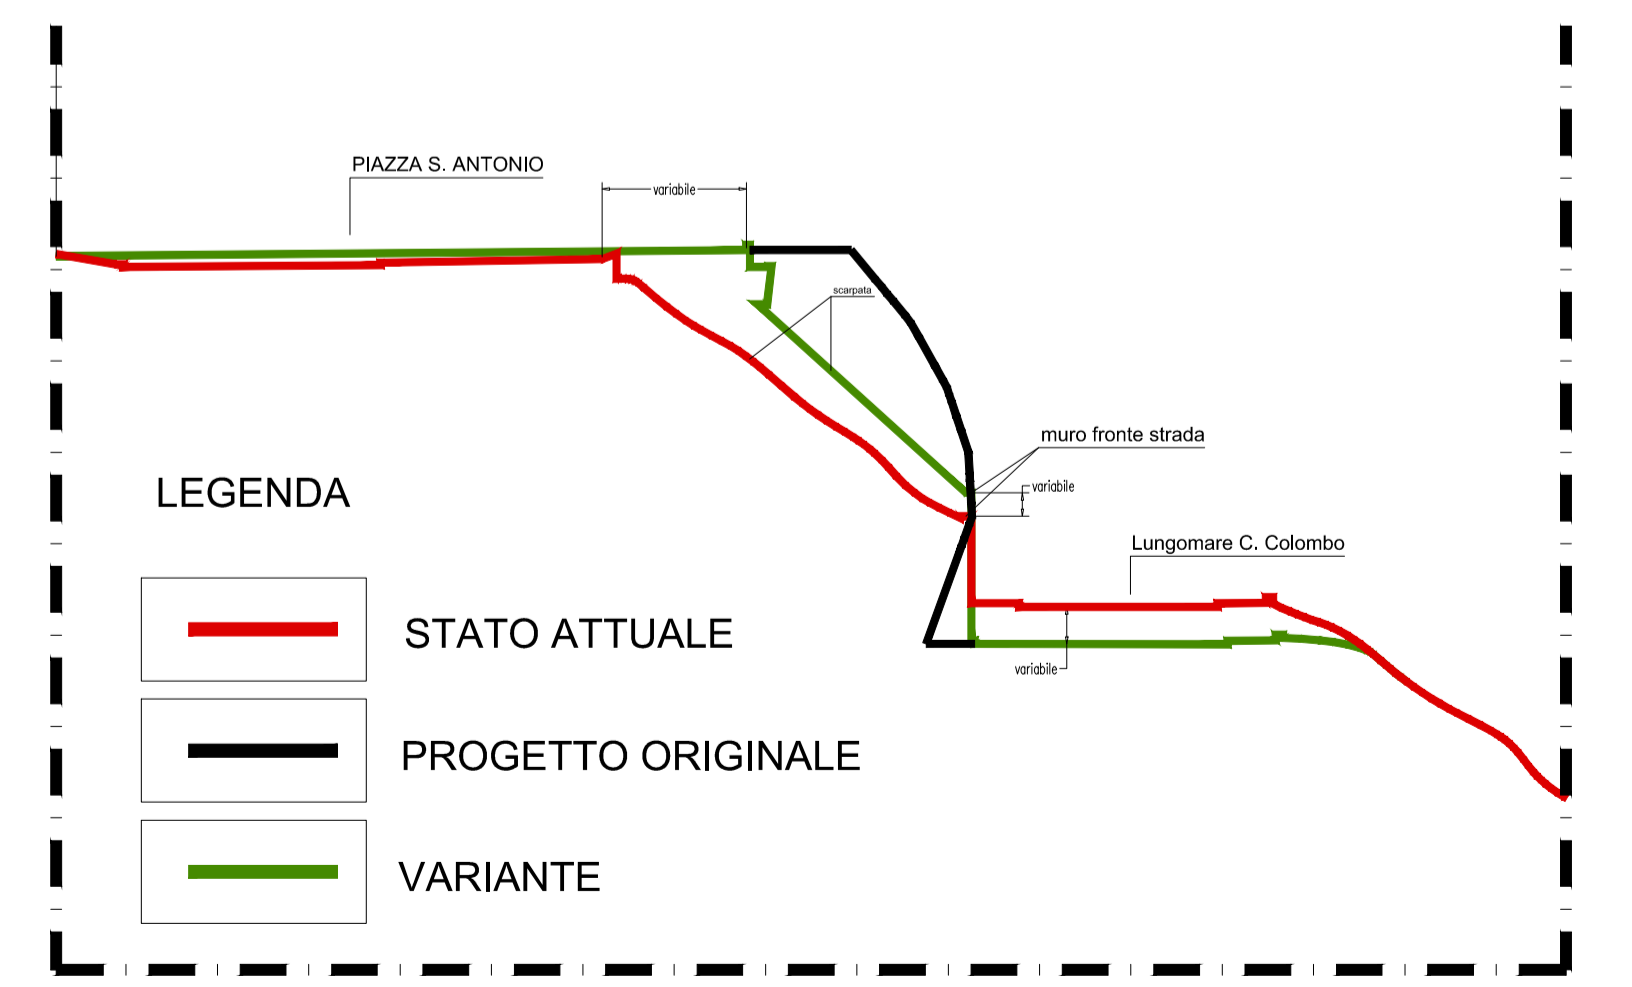 PIAZZA S. ANTONIO
variabile
scarpata
muro fronte strada
variabile
LEGENDA
Lungomare C. Colombo
STATO ATTUALE
variabile
PROGETTO ORIGINALE
VARIANTE